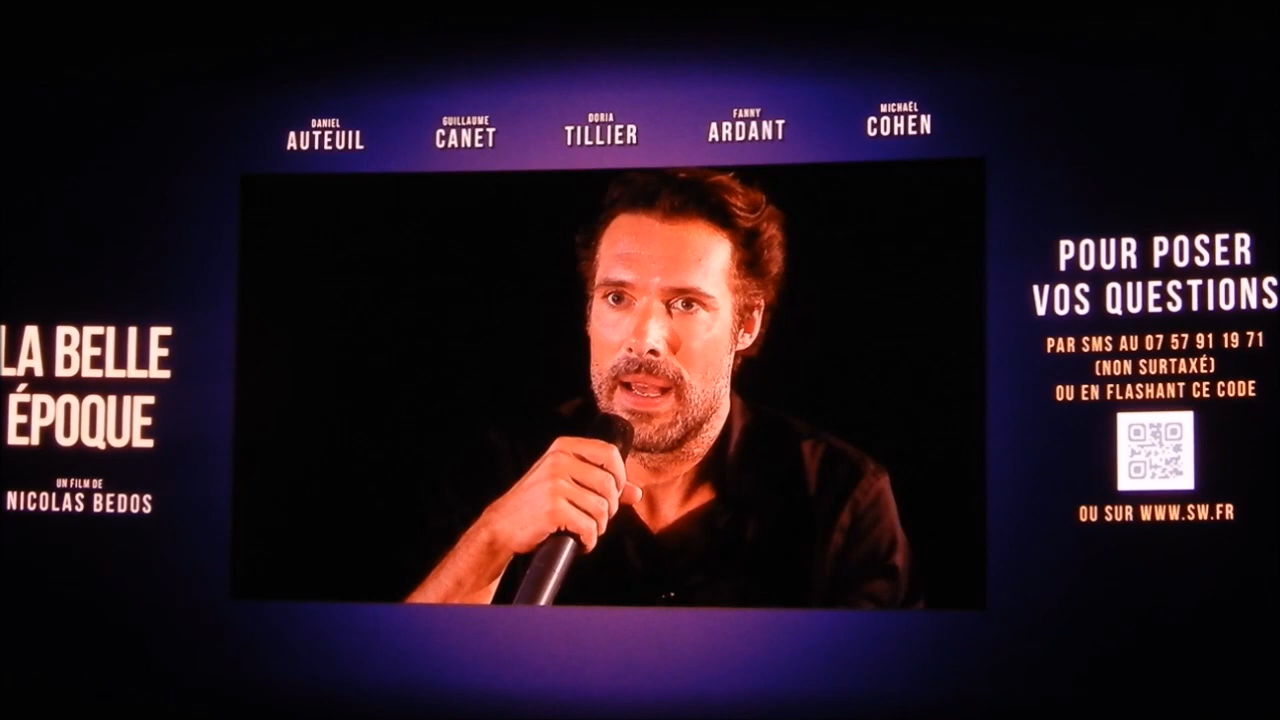 DANIEL
AUTEUIL
GUILLAUME
CANET
DORIA
TILLIER
FANNY
ARDANT
MICHAËL
COHEN
LA BELLE
ÉPOQUE
UN FILM DE
NICOLAS BEDOS
POUR POSER
VOS QUESTIONS
PAR SMS AU 07 57 91 19 71
(NON SURTAXÉ)
OU EN FLASHANT CE CODE
OU SUR WWW.SW.FR